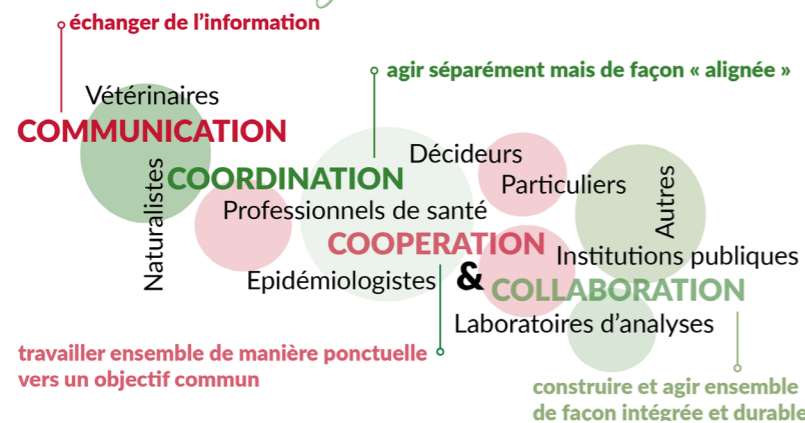 échanger de l’information
agir séparément mais de façon « alignée »
Vétérinaires
COMMUNICATION
Naturalistes
COORDINATION
Décideurs
Particuliers
Autres
Professionnels de santé
COOPERATION
Institutions publiques
Epidémiologistes
&
COLLABORATION
Laboratoires d’analyses
travailler ensemble de manière ponctuelle
vers un objectif commun
construire et agir ensemble
de façon intégrée et durable